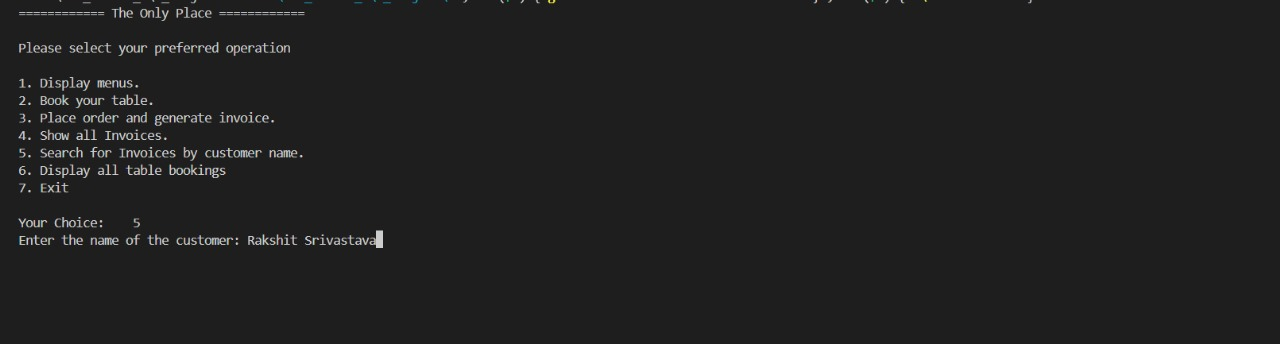 ============ The Only Place ============
Please select your preferred operation
1. Display menus.
2. Book your table.
3. Place order and generate invoice.
4. Show all Invoices.
5. Search for Invoices by customer name.
6. Display all table bookings
7. Exit
Your Choice:    5
Enter the name of the customer: Rakshit Srivastava